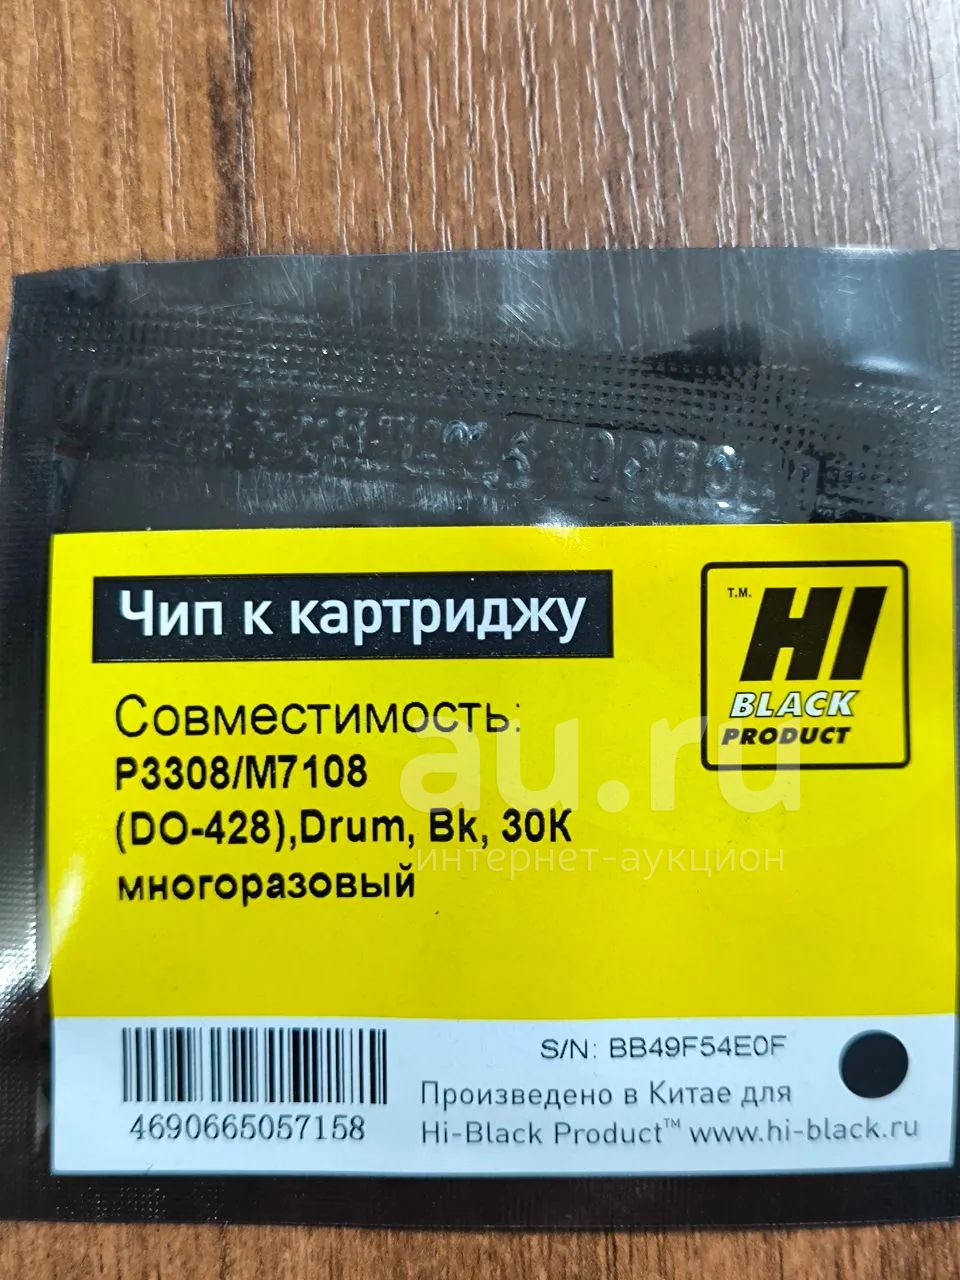 Чип к картриджу
Т.М.
HI
BLACK
PRODUCT
Совместимость:
P3308/M7108
(DO-428),Drum, Bk, 30K
многоразовый
au.ru
интернет-аукцион
4690665057158
S/N: BB49F54E0F
Произведено в Китае для
Hi-Black Product™ www.hi-black.ru